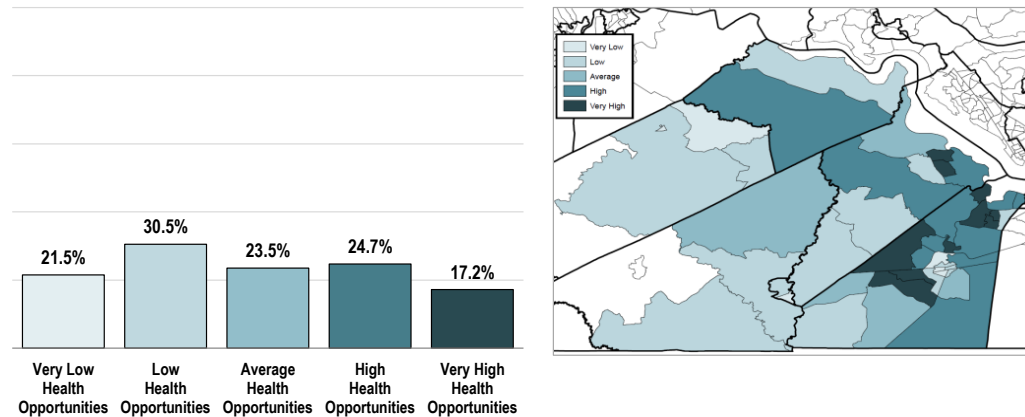 21.5%
30.5%
23.5%
24.7%
17.2%
Very Low
Health
Opportunities
Low
Health
Opportunities
Average
Health
Opportunities
High
Health
Opportunities
Very High
Health
Opportunities
Very Low
Low
Average
High
Very High